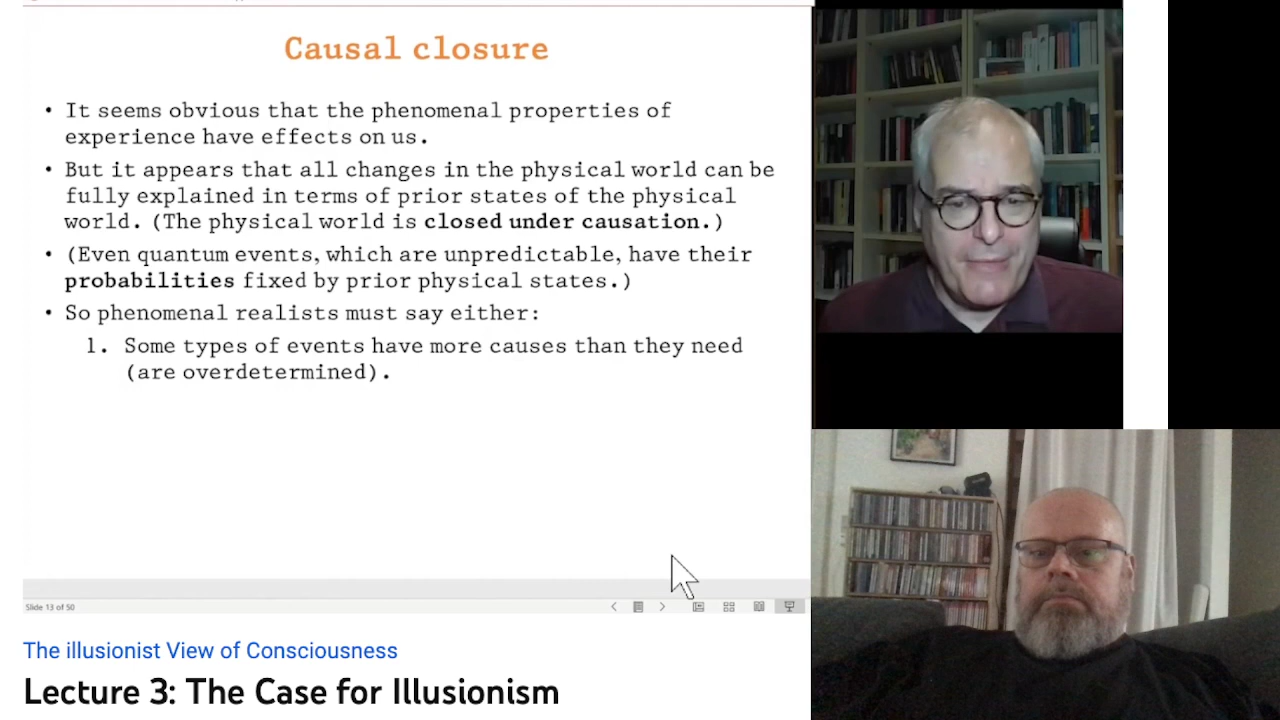 Causal closure
• It seems obvious that the phenomenal properties of
experience have effects on us.
• But it appears that all changes in the physical world can be
fully explained in terms of prior states of the physical
world. (The physical world is closed under causation.)
• (Even quantum events, which are unpredictable, have their
probabilities fixed by prior physical states.)
• So phenomenal realists must say either:
1. Some types of events have more causes than they need
(are overdetermined).
Slide 13 of 50
The illusionist View of Consciousness
Lecture 3: The Case for Illusionism